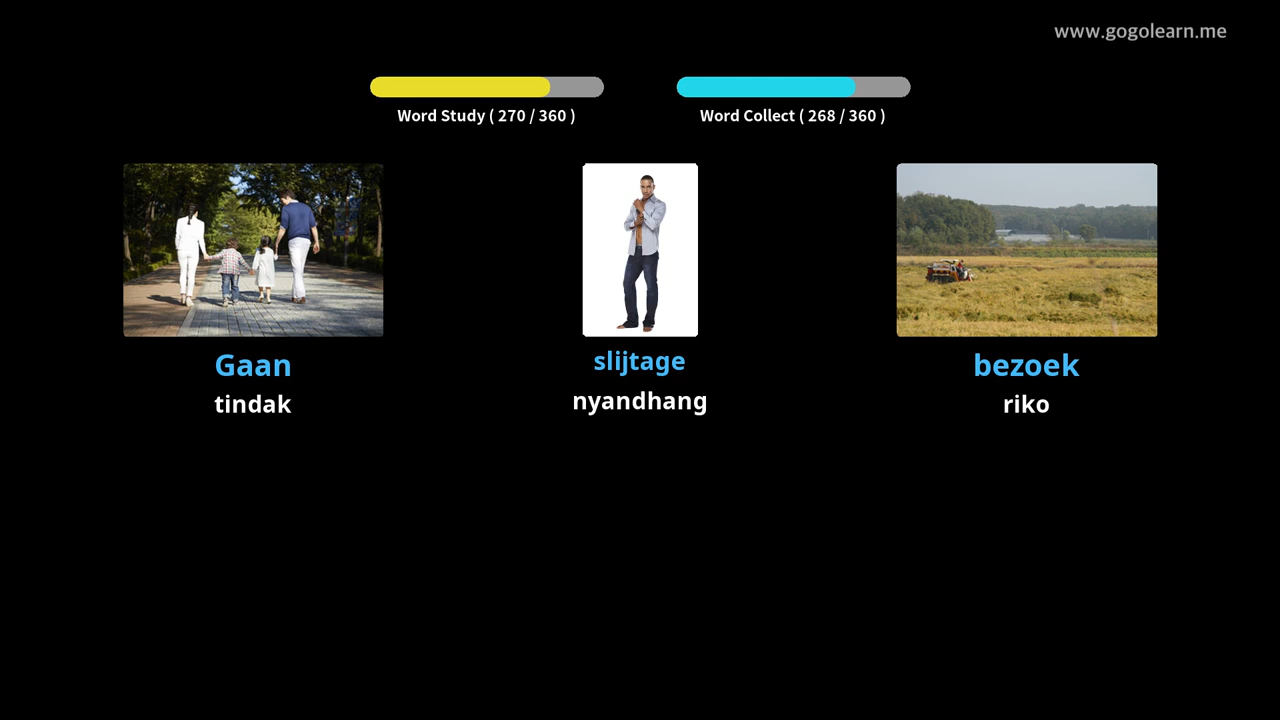 www.gogolearn.me
Word Study ( 270 / 360 )
Word Collect ( 268 / 360 )
Gaan
tindak
slijtage
nyandhang
bezoek
riko